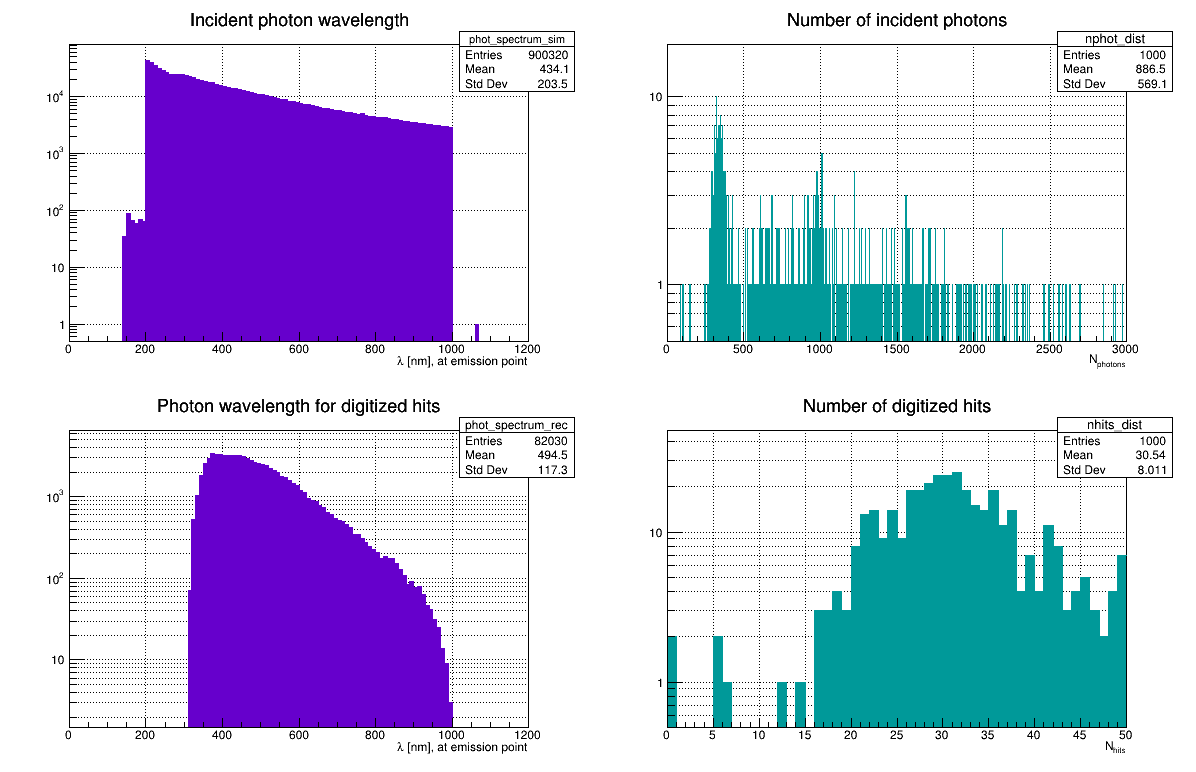 Incident photon wavelength
phot_spectrum_sim
Entries 900320
Mean 434.1
Std Dev 203.5
10^4
10^3
10^2
10
1
0 200 400 600 800 1000 1200
λ [nm], at emission point
Number of incident photons
nphot_dist
Entries 1000
Mean 886.5
Std Dev 569.1
10
1
0 500 1000 1500 2000 2500 3000
N_photons
Photon wavelength for digitized hits
phot_spectrum_rec
Entries 82030
Mean 494.5
Std Dev 117.3
10^3
10^2
10
0 200 400 600 800 1000 1200
λ [nm], at emission point
Number of digitized hits
nhits_dist
Entries 1000
Mean 30.54
Std Dev 8.011
10
1
0 5 10 15 20 25 30 35 40 45 50
N_hits